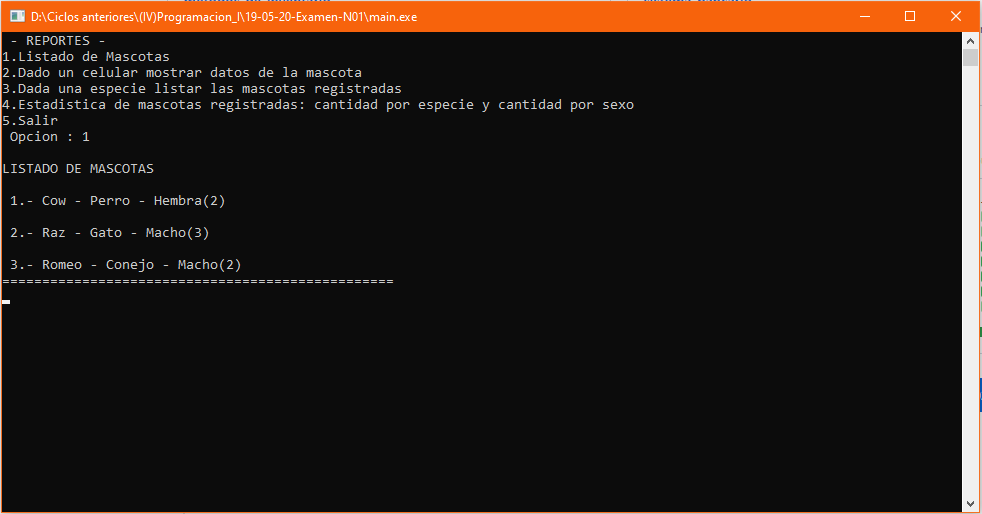 D:\Ciclos anteriores\(IV)Programacion_I\19-05-20-Examen-N01\main.exe
- REPORTES -
1.Listado de Mascotas
2.Dado un celular mostrar datos de la mascota
3.Dada una especie listar las mascotas registradas
4.Estadistica de mascotas registradas: cantidad por especie y cantidad por sexo
5.Salir
Opcion : 1
LISTADO DE MASCOTAS
1.- Cow - Perro - Hembra(2)
2.- Raz - Gato - Macho(3)
3.- Romeo - Conejo - Macho(2)
=================================================